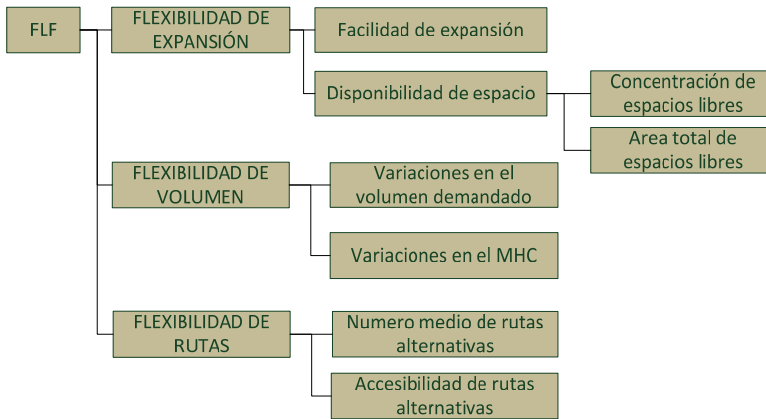 FLF
FLEXIBILIDAD DE
EXPANSIÓN
Facilidad de expansión
Disponibilidad de espacio
Concentración de
espacios libres
Area total de
espacios libres
FLEXIBILIDAD DE
VOLUMEN
Variaciones en el
volumen demandado
Variaciones en el MHC
FLEXIBILIDAD DE
RUTAS
Numero medio de rutas
alternativas
Accesibilidad de rutas
alternativas